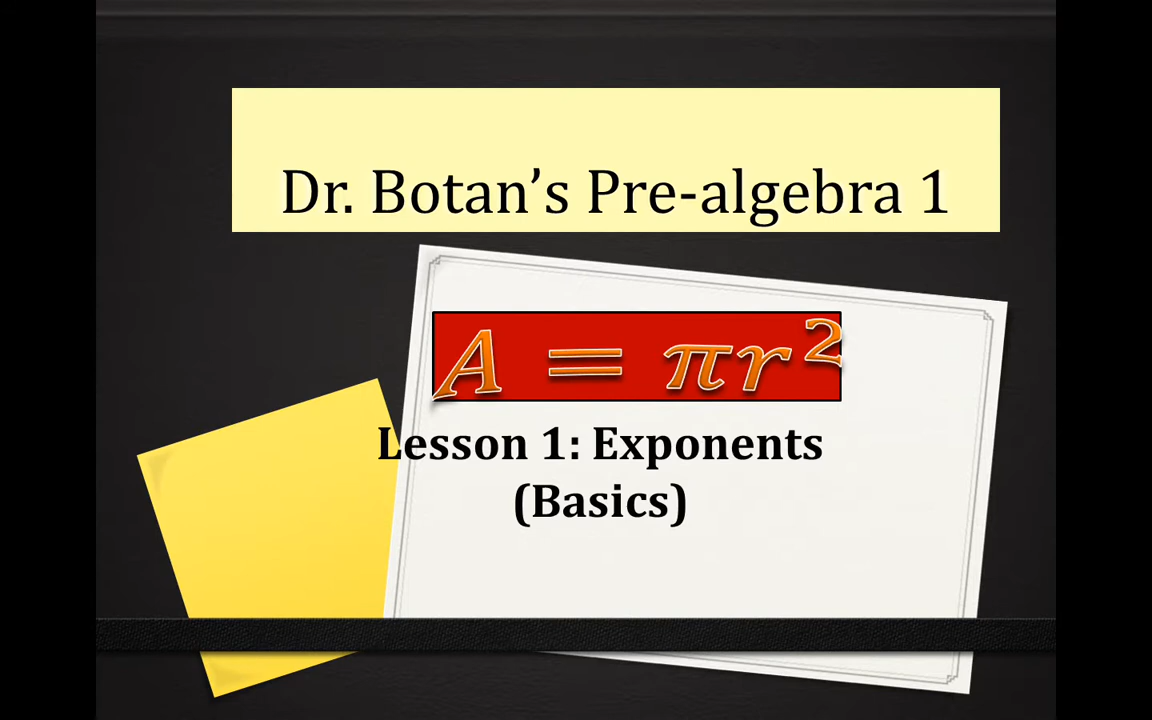 Dr. Botan’s Pre-algebra 1
A = πr²
Lesson 1: Exponents
(Basics)